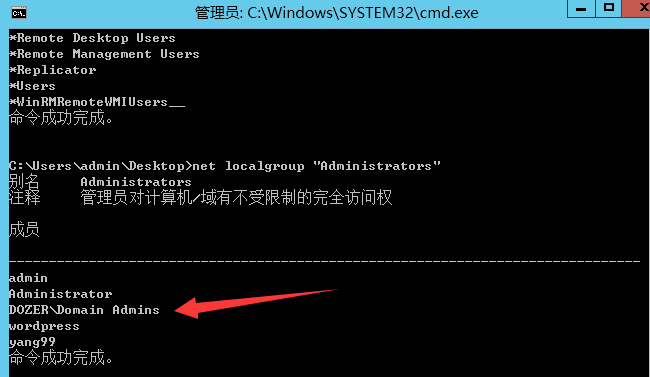 管理员: C:\Windows\SYSTEM32\cmd.exe
*Remote Desktop Users
*Remote Management Users
*Replicator
*Users
*WinRMRemoteWMIUsers__
命令成功完成。
C:\Users\admin\Desktop>net localgroup "Administrators"
别名 Administrators
注释 管理员对计算机/域有不受限制的完全访问权
成员
-------------------------------------------------------------------------------
admin
Administrator
DOZER\Domain Admins
wordpress
yang99
命令成功完成。